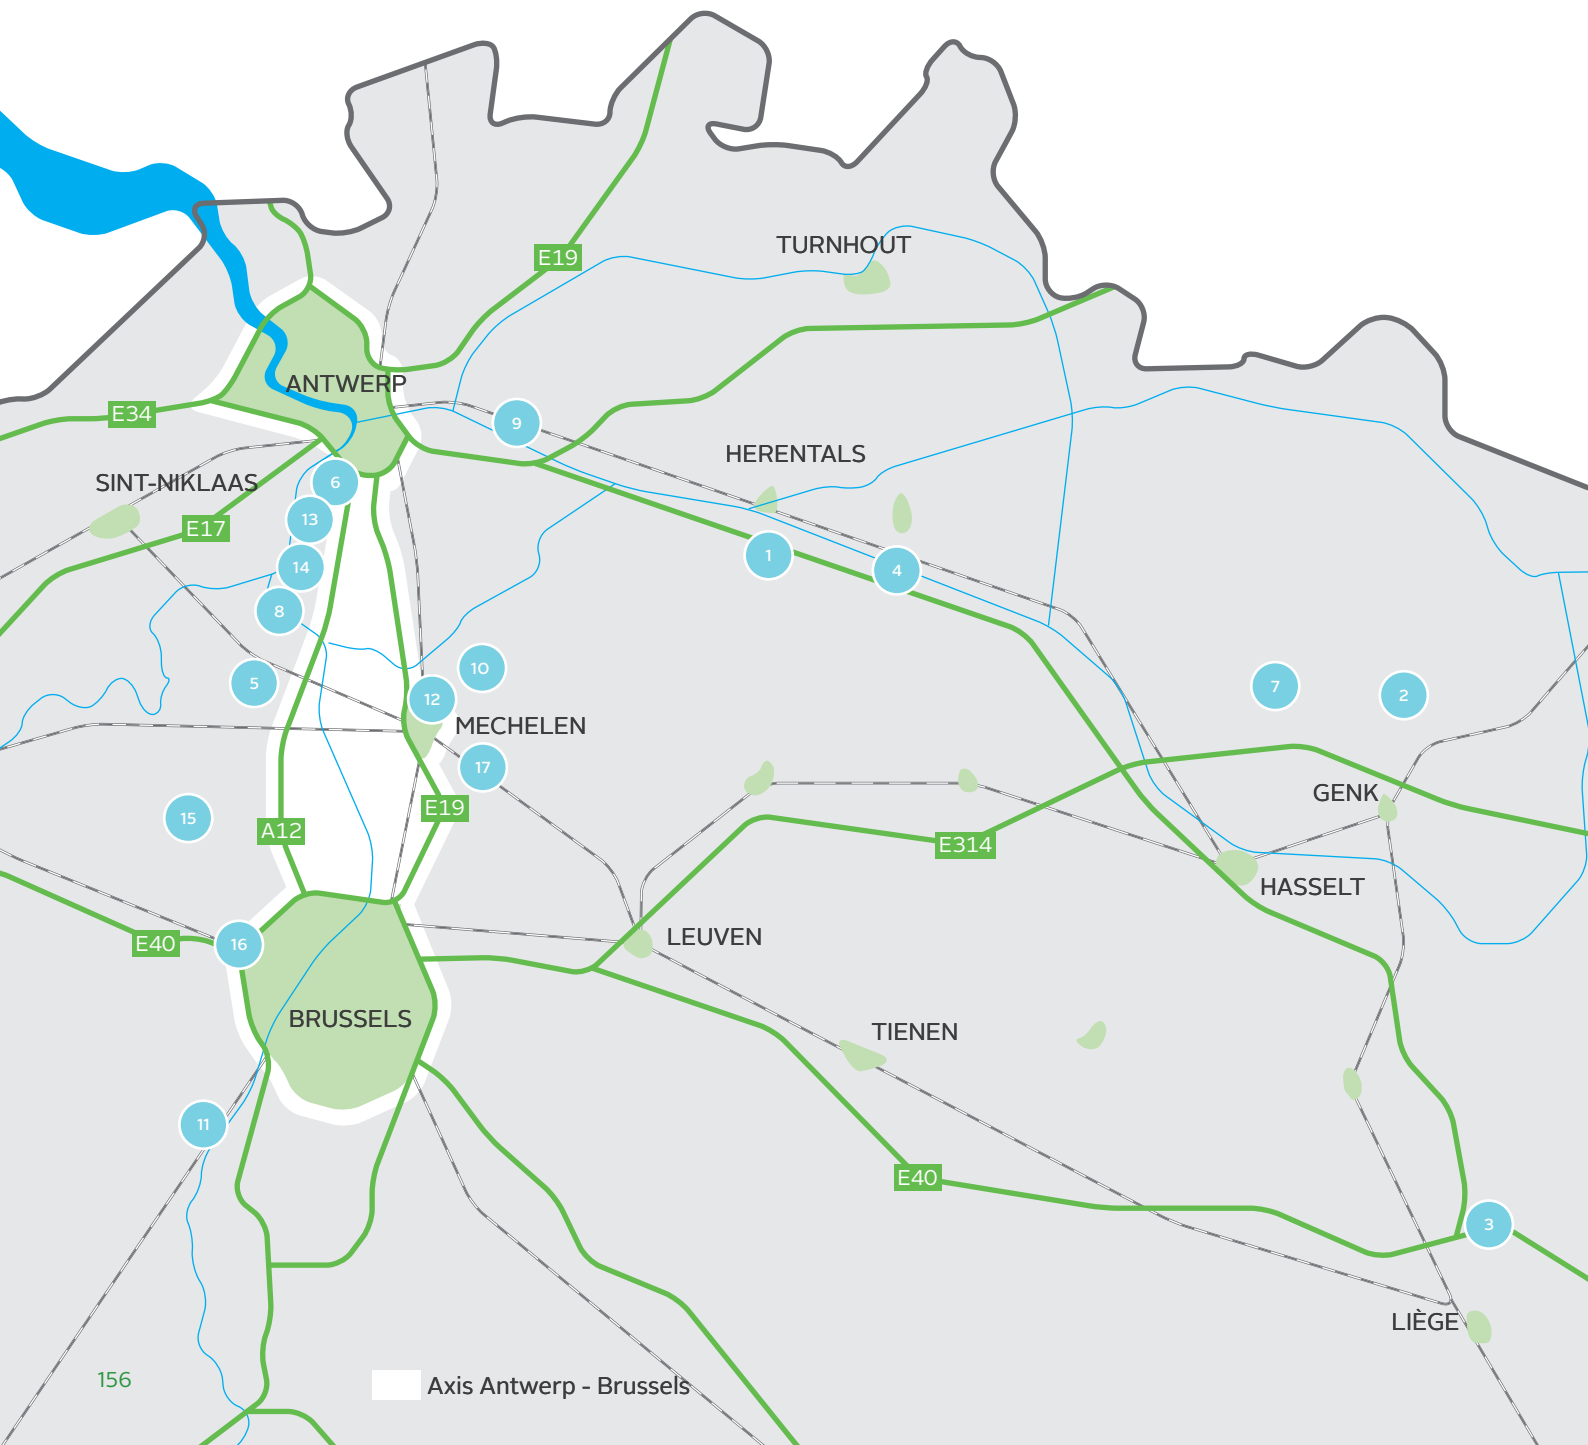 TURNHOUT
E19
ANTWERP
E34
9
HERENTALS
SINT-NIKLAAS
6
13
E17
1
14
4
8
10
5
7
2
12
MECHELEN
17
GENK
E19
15
A12
E314
HASSELT
LEUVEN
E40
16
BRUSSELS
TIENEN
11
E40
3
LIÈGE
156
Axis Antwerp - Brussels